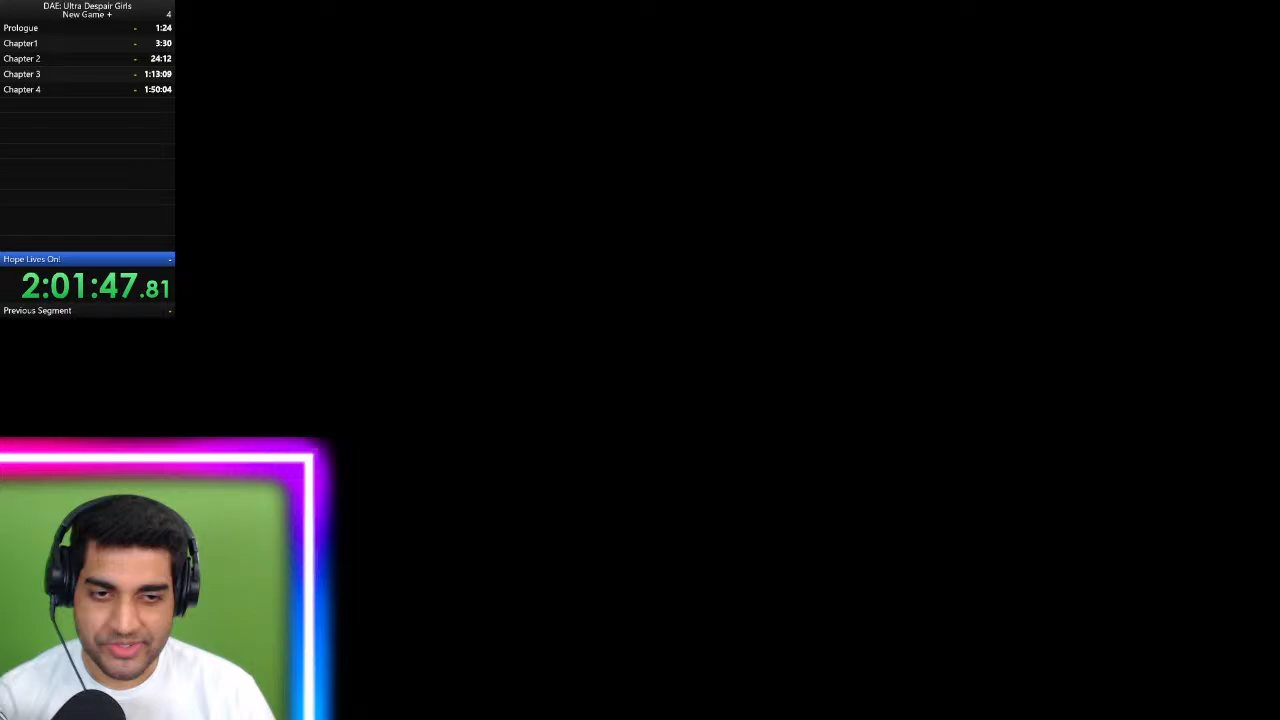 DAE: Ultra Despair Girls
New Game + 4
Prologue - 1:24
Chapter1 - 3:30
Chapter 2 - 24:12
Chapter 3 - 1:13:09
Chapter 4 - 1:50:04
Hope Lives On! -
2:01:47.81
Previous Segment -